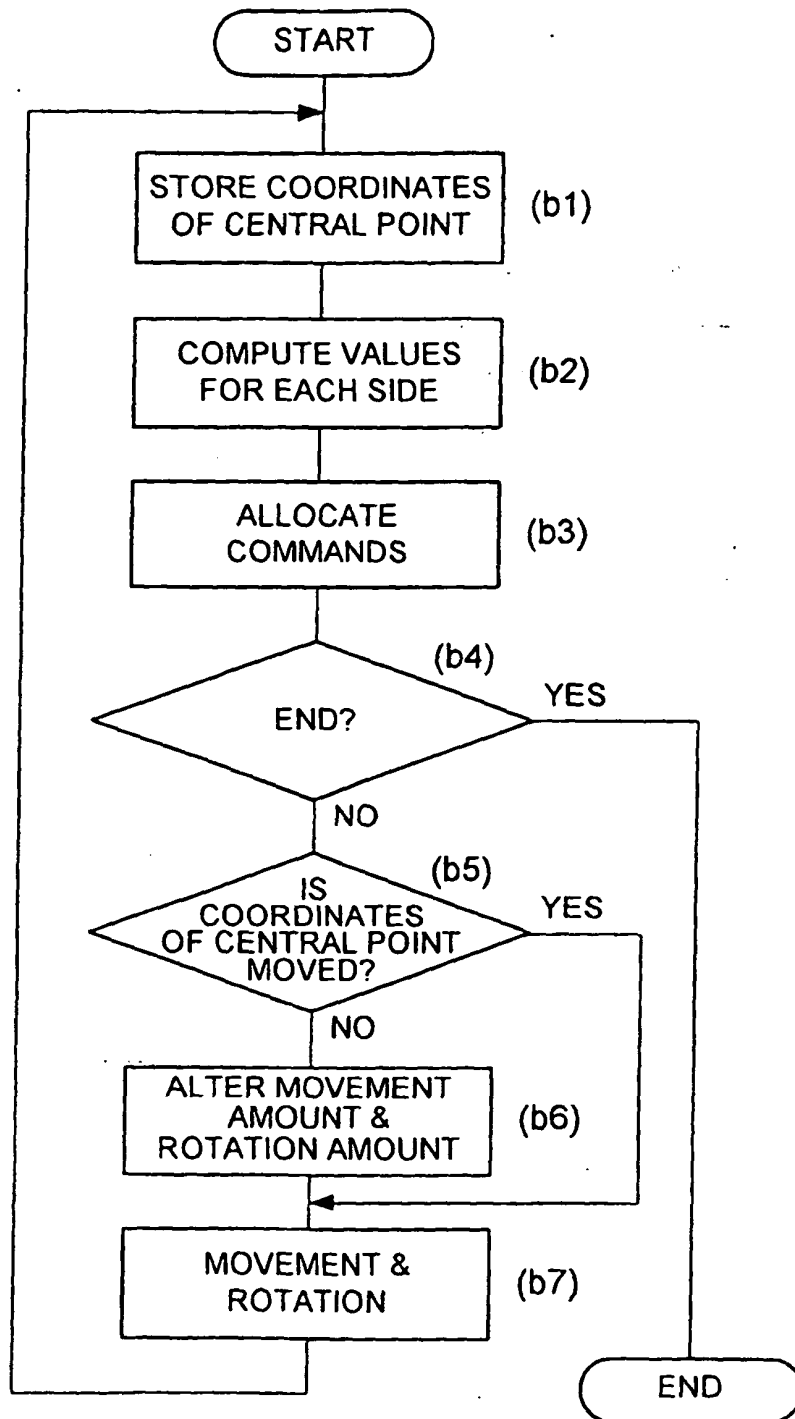 START
STORE COORDINATES
OF CENTRAL POINT
(b1)
COMPUTE VALUES
FOR EACH SIDE
(b2)
ALLOCATE
COMMANDS
(b3)
(b4)
END?
YES
NO
(b5)
IS
COORDINATES
OF CENTRAL POINT
MOVED?
YES
NO
ALTER MOVEMENT
AMOUNT &
ROTATION AMOUNT
(b6)
MOVEMENT &
ROTATION
(b7)
END